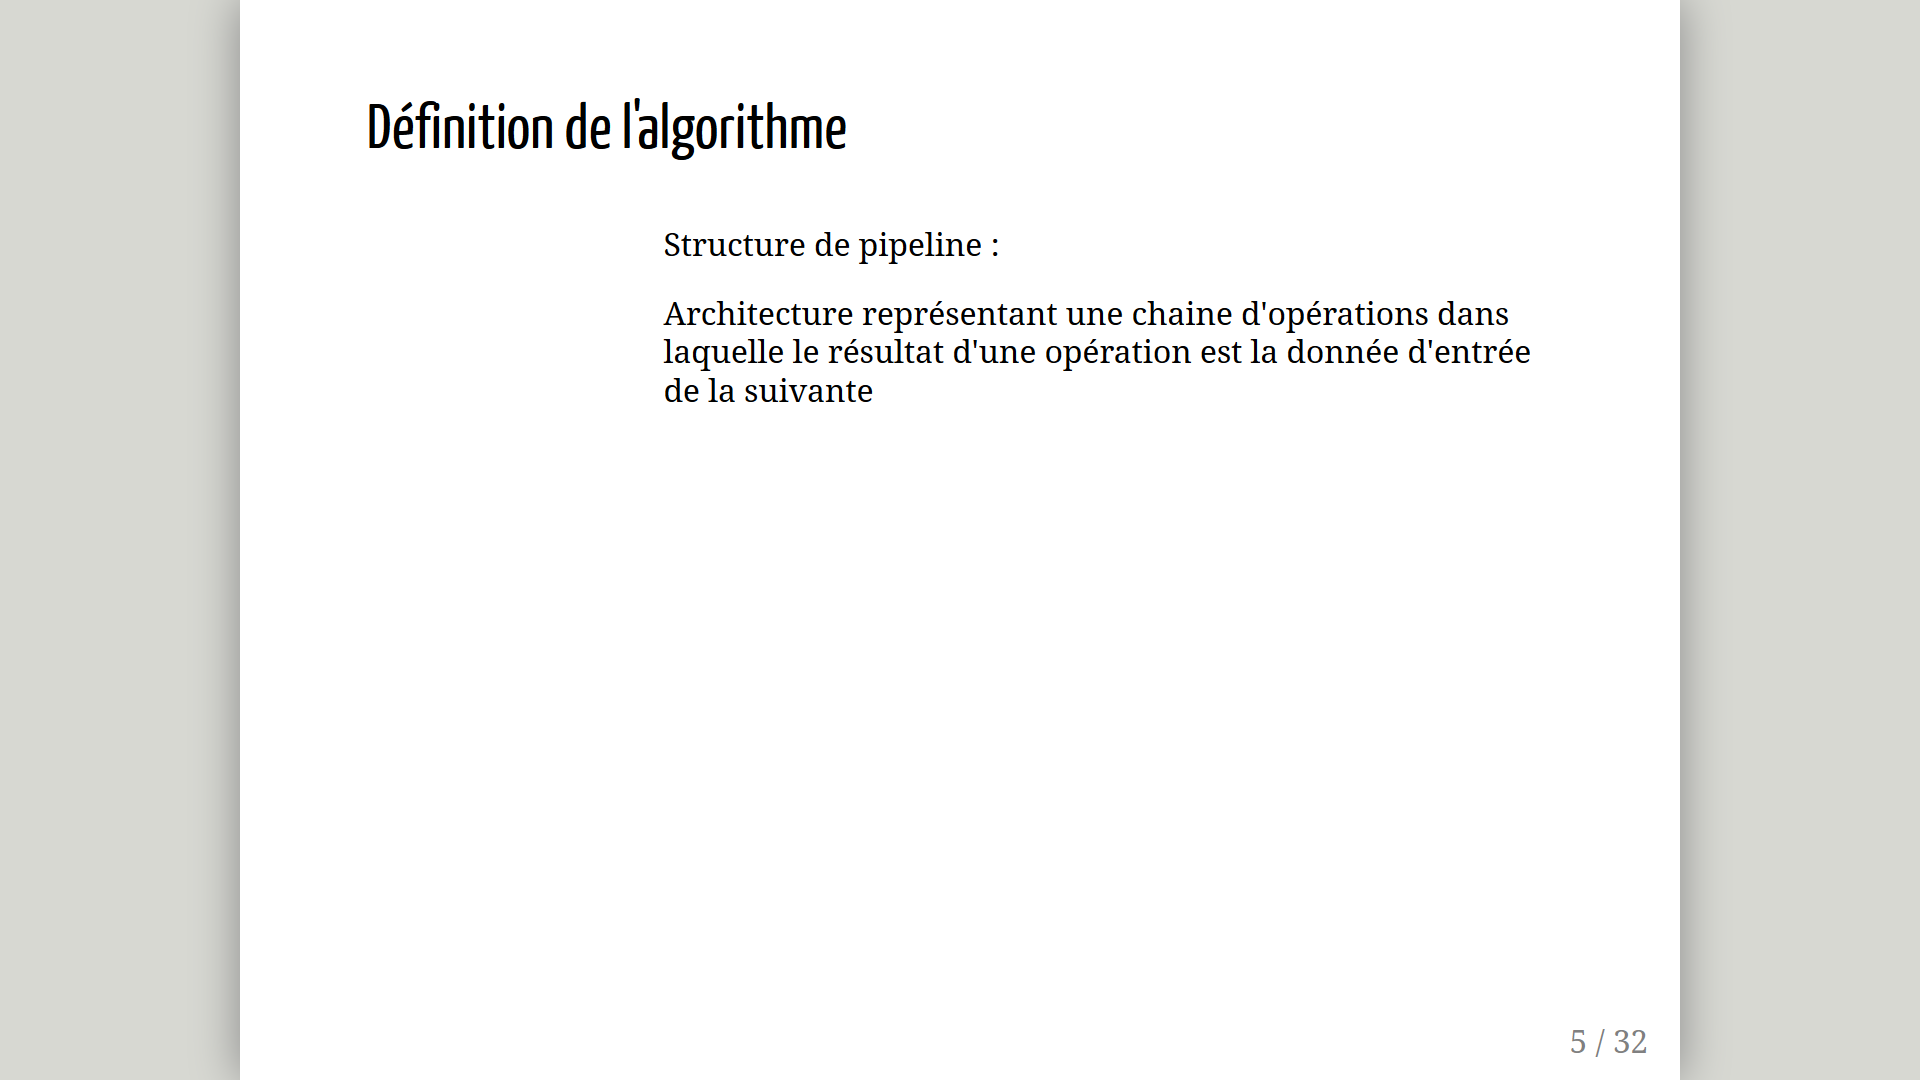 Définition de l'algorithme
Structure de pipeline :
Architecture représentant une chaine d'opérations dans
laquelle le résultat d'une opération est la donnée d'entrée
de la suivante
5 / 32